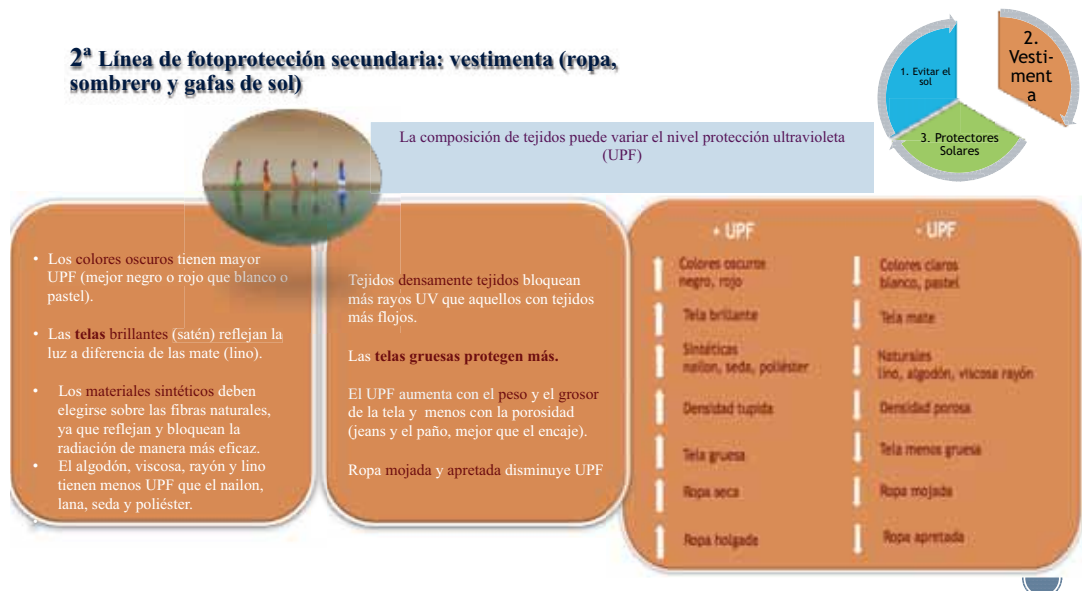 2ª Línea de fotoprotección secundaria: vestimenta (ropa,
sombrero y gafas de sol)
1. Evitar el
sol
2.
Vesti-
ment
a
3. Protectores
Solares
La composición de tejidos puede variar el nivel protección ultravioleta
(UPF)
• Los colores oscuros tienen mayor
UPF (mejor negro o rojo que blanco o
pastel).
• Las telas brillantes (satén) reflejan la
luz a diferencia de las mate (lino).
• Los materiales sintéticos deben
elegirse sobre las fibras naturales,
ya que reflejan y bloquean la
radiación de manera más eficaz.
• El algodón, viscosa, rayón y lino
tienen menos UPF que el nailon,
lana, seda y poliéster.
Tejidos densamente tejidos bloquean
más rayos UV que aquellos con tejidos
más flojos.
Las telas gruesas protegen más.
El UPF aumenta con el peso y el grosor
de la tela y menos con la porosidad
(jeans y el paño, mejor que el encaje).
Ropa mojada y apretada disminuye UPF
+ UPF
Colores oscuros
negro, rojo
Tela brillante
Sintéticas
nailon, seda, poliéster
Densidad tupida
Tela gruesa
Ropa seca
Ropa holgade
- UPF
Colores claros
blanco, pastel
Tela mate
Naturales
lino, algodón, viscosa rayón
Densidad porosa
Tela menos gruesa
Ropa mojada
Ropa apretada